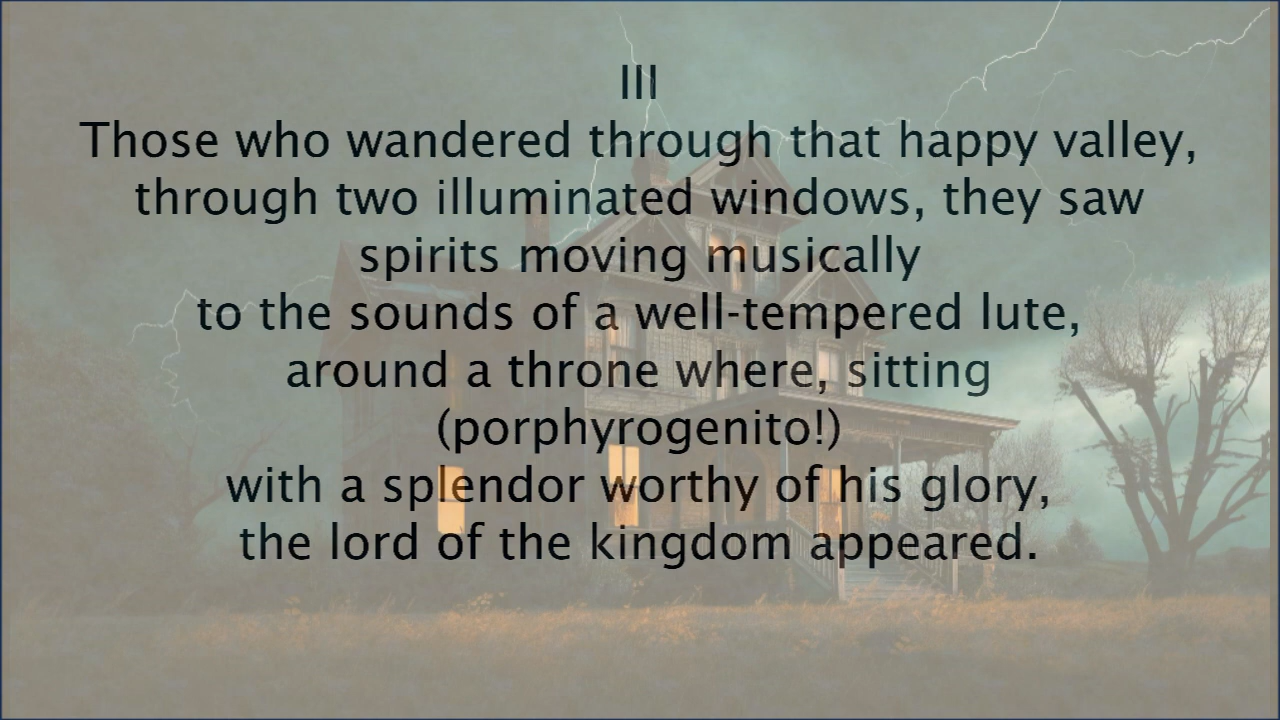 III
Those who wandered through that happy valley,
through two illuminated windows, they saw
spirits moving musically
to the sounds of a well-tempered lute,
around a throne where, sitting
(porphyrogenito!)
with a splendor worthy of his glory,
the lord of the kingdom appeared.